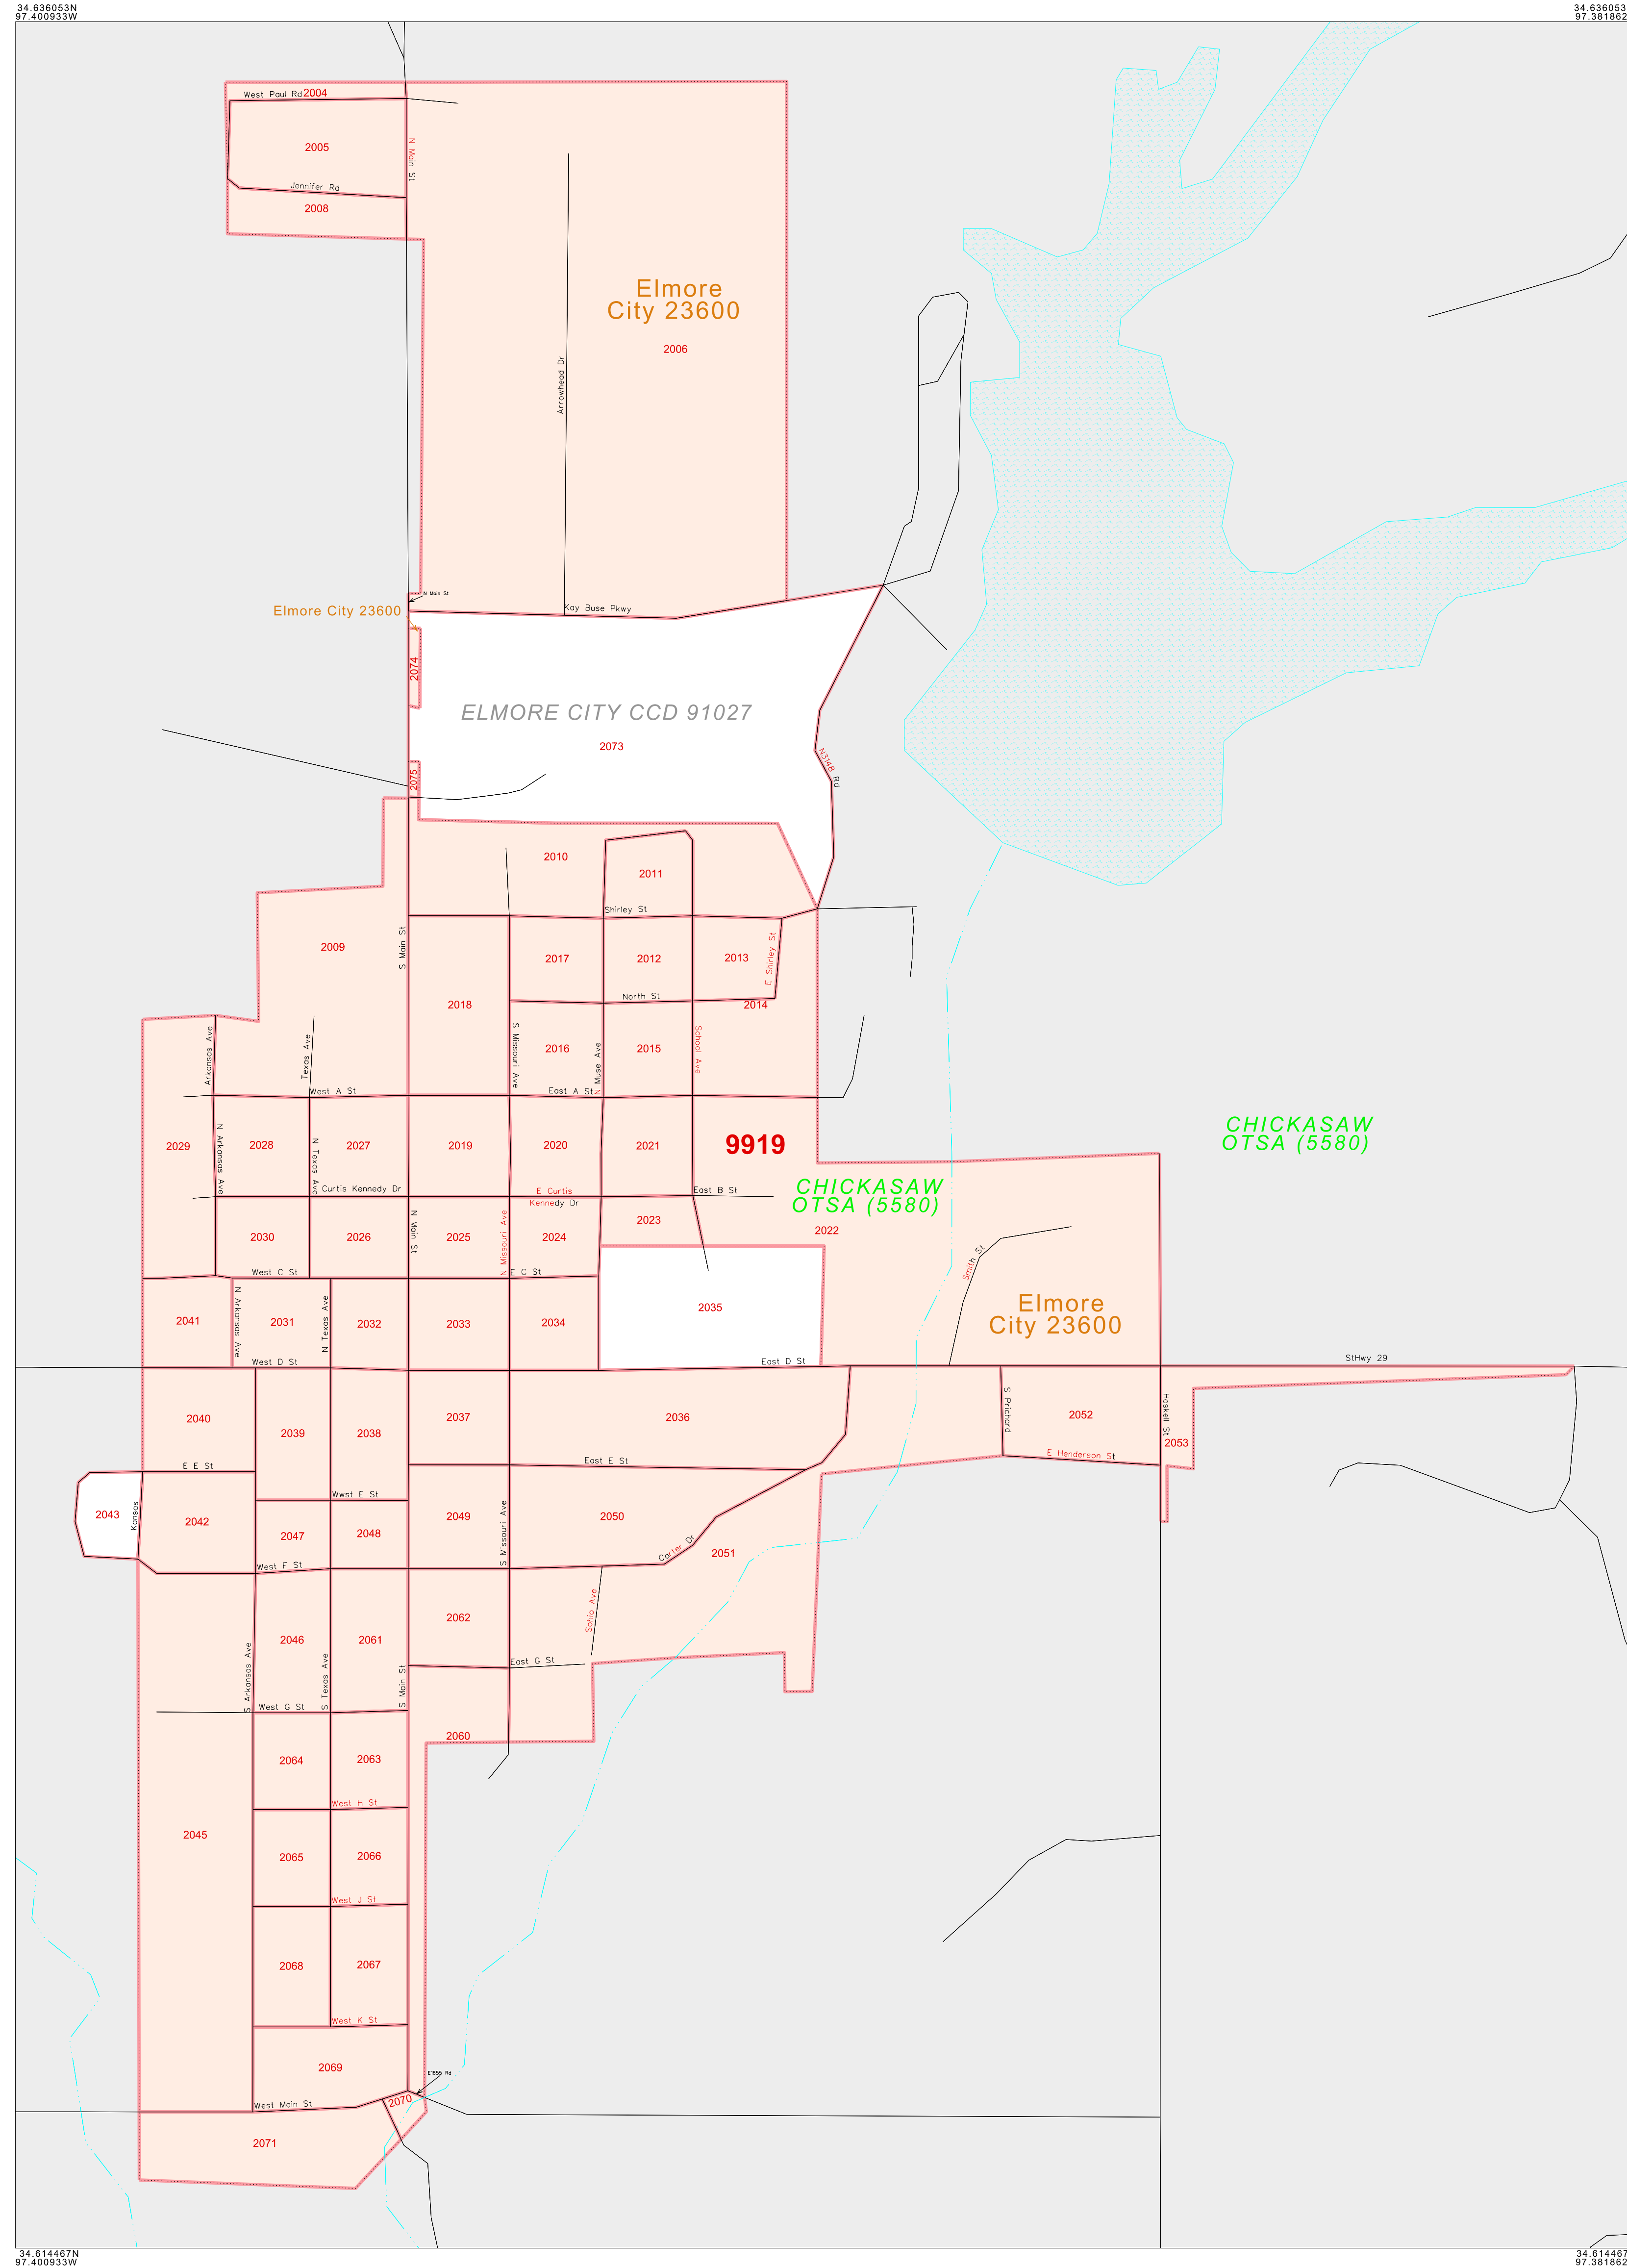 34.636053N
97.400933W
34.636053
97.381862
West Paul Rd 2004
2005
N Main St
Jennifer Rd
2008
Elmore
City 23600
2006
Arrowhead Dr
N Main St
Elmore City 23600
Kay Buse Pkwy
2074
ELMORE CITY CCD 91027
2073
N3148 Rd
2075
2010
2011
Shirley St
2009
S Main St
2017
2012
2013
E Shirley St
North St
2018
2014
Arkansas Ave
Texas Ave
S Missouri Ave
2016
N Muse Ave
2015
School Ave
West A St
East A St
2029
N Arkansas Ave
2028
N Texas Ave
2027
2019
2020
2021
9919
CHICKASAW
OTSA (5580)
Curtis Kennedy Dr
E Curtis
Kennedy Dr
East B St
CHICKASAW
OTSA (5580)
2030
2026
N Main St
2025
N Missouri Ave
2024
2023
2022
Smith St
West C St
E C St
2041
N Arkansas Ave
2031
N Texas Ave
2032
2033
2034
2035
Elmore
City 23600
West D St
East D St
StHwy 29
2040
2039
2038
2037
2036
S Prichard
2052
Haskell St
2053
E Henderson St
E E St
East E St
2043
Kansas
2042
Wwst E St
2047
2048
2049
S Missouri Ave
2050
Carter Dr
2051
West F St
2046
2061
2062
Sohio Ave
S Arkansas Ave
S Texas Ave
S Main St
East G St
West G St
2060
2064
2063
West H St
2045
2065
2066
West J St
2068
2067
West K St
2069
E1655 Rd
West Main St
2070
2071
34.614467N
97.400933W
34.614467
97.381862